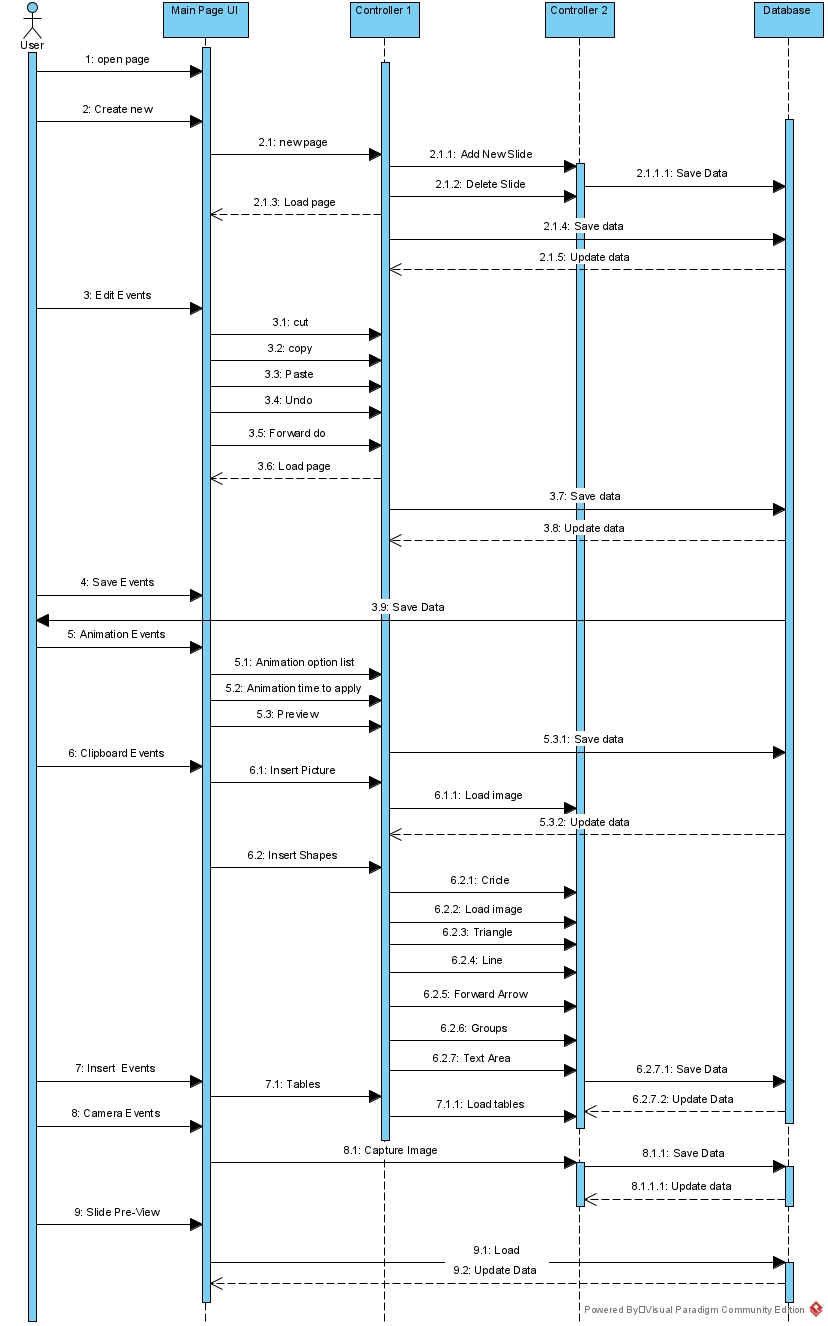 Main Page UI
Controller 1
Controller 2
Database
User
1: open page
2: Create new
2.1: new page
2.1.1: Add New Slide
2.1.1.1: Save Data
2.1.2: Delete Slide
2.1.3: Load page
2.1.4: Save data
2.1.5: Update data
3: Edit Events
3.1: cut
3.2: copy
3.3: Paste
3.4: Undo
3.5: Forward do
3.6: Load page
3.7: Save data
3.8: Update data
4: Save Events
3.9: Save Data
5: Animation Events
5.1: Animation option list
5.2: Animation time to apply
5.3: Preview
5.3.1: Save data
6: Clipboard Events
6.1: Insert Picture
6.1.1: Load image
5.3.2: Update data
6.2: Insert Shapes
6.2.1: Cricle
6.2.2: Load image
6.2.3: Triangle
6.2.4: Line
6.2.5: Forward Arrow
6.2.6: Groups
6.2.7: Text Area
7: Insert Events
6.2.7.1: Save Data
7.1: Tables
6.2.7.2: Update Data
7.1.1: Load tables
8: Camera Events
8.1: Capture Image
8.1.1: Save Data
8.1.1.1: Update data
9: Slide Pre-View
9.1: Load
9.2: Update Data
Powered By□Visual Paradigm Community Edition